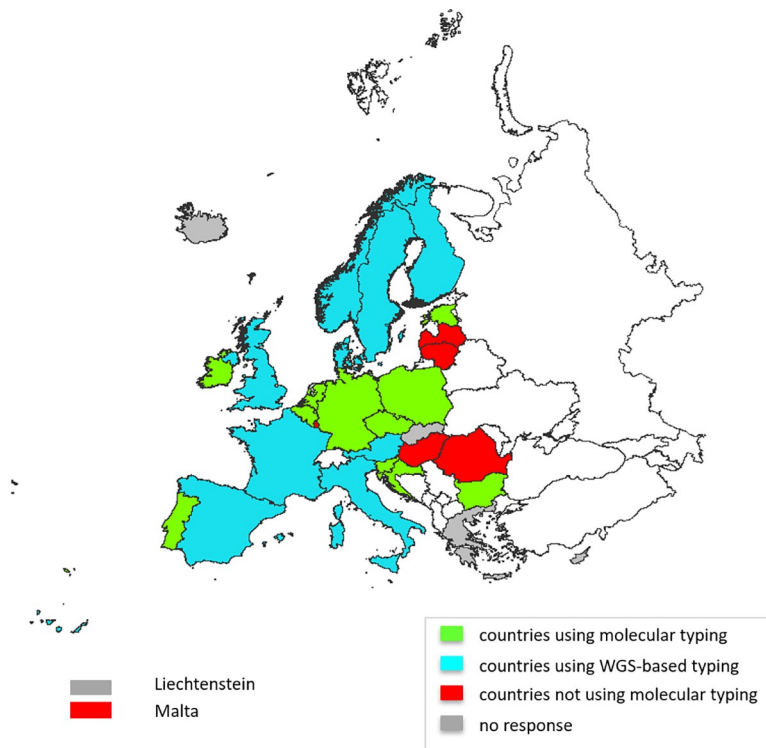 countries using molecular typing
countries using WGS-based typing
countries not using molecular typing
no response
Liechtenstein
Malta